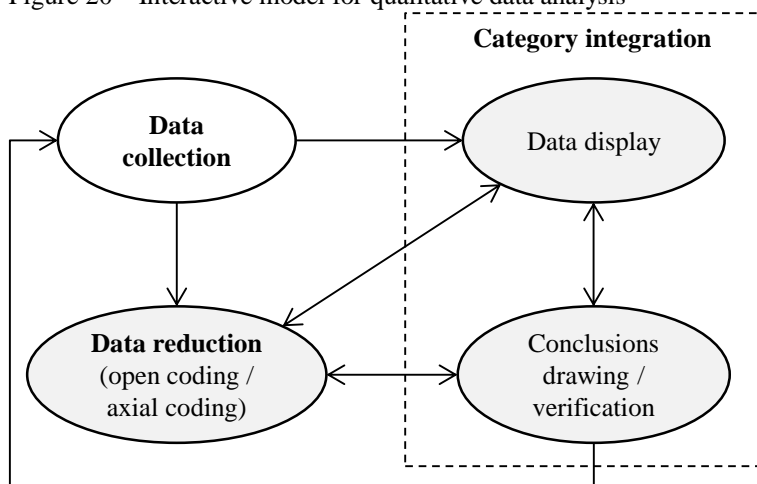 Figure 20 – Interactive model for qualitative data analysis
Category integration
Data
collection
Data display
Data reduction
(open coding /
axial coding)
Conclusions
drawing /
verification